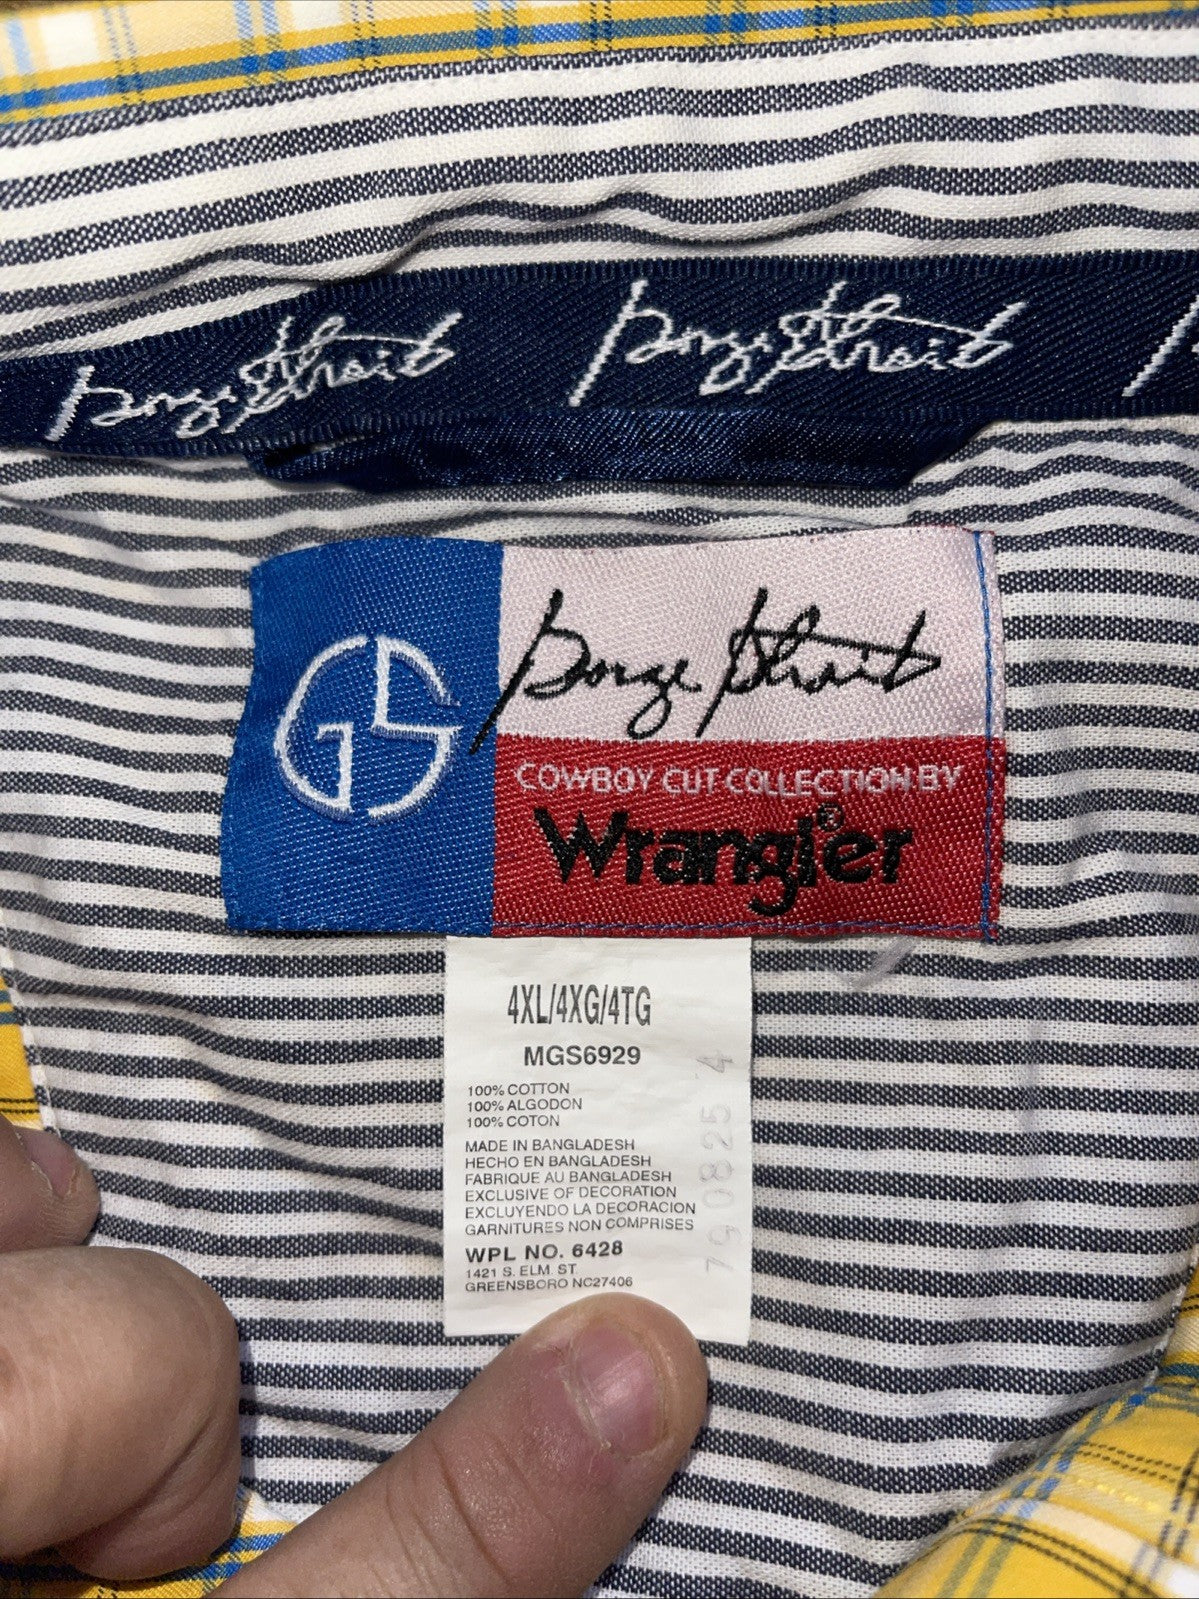 George Strait George Strait
GS
George Strait
COWBOY CUT COLLECTION BY
Wrangler®
4XL/4XG/4TG
MGS6929
100% COTTON
100% ALGODON
100% COTON
MADE IN BANGLADESH
HECHO EN BANGLADESH
FABRIQUE AU BANGLADESH
EXCLUSIVE OF DECORATION
EXCLUYENDO LA DECORACION
GARNITURES NON COMPRISES
WPL NO. 6428
1421 S. ELM. ST
GREENSBORO NC27406
790825 4